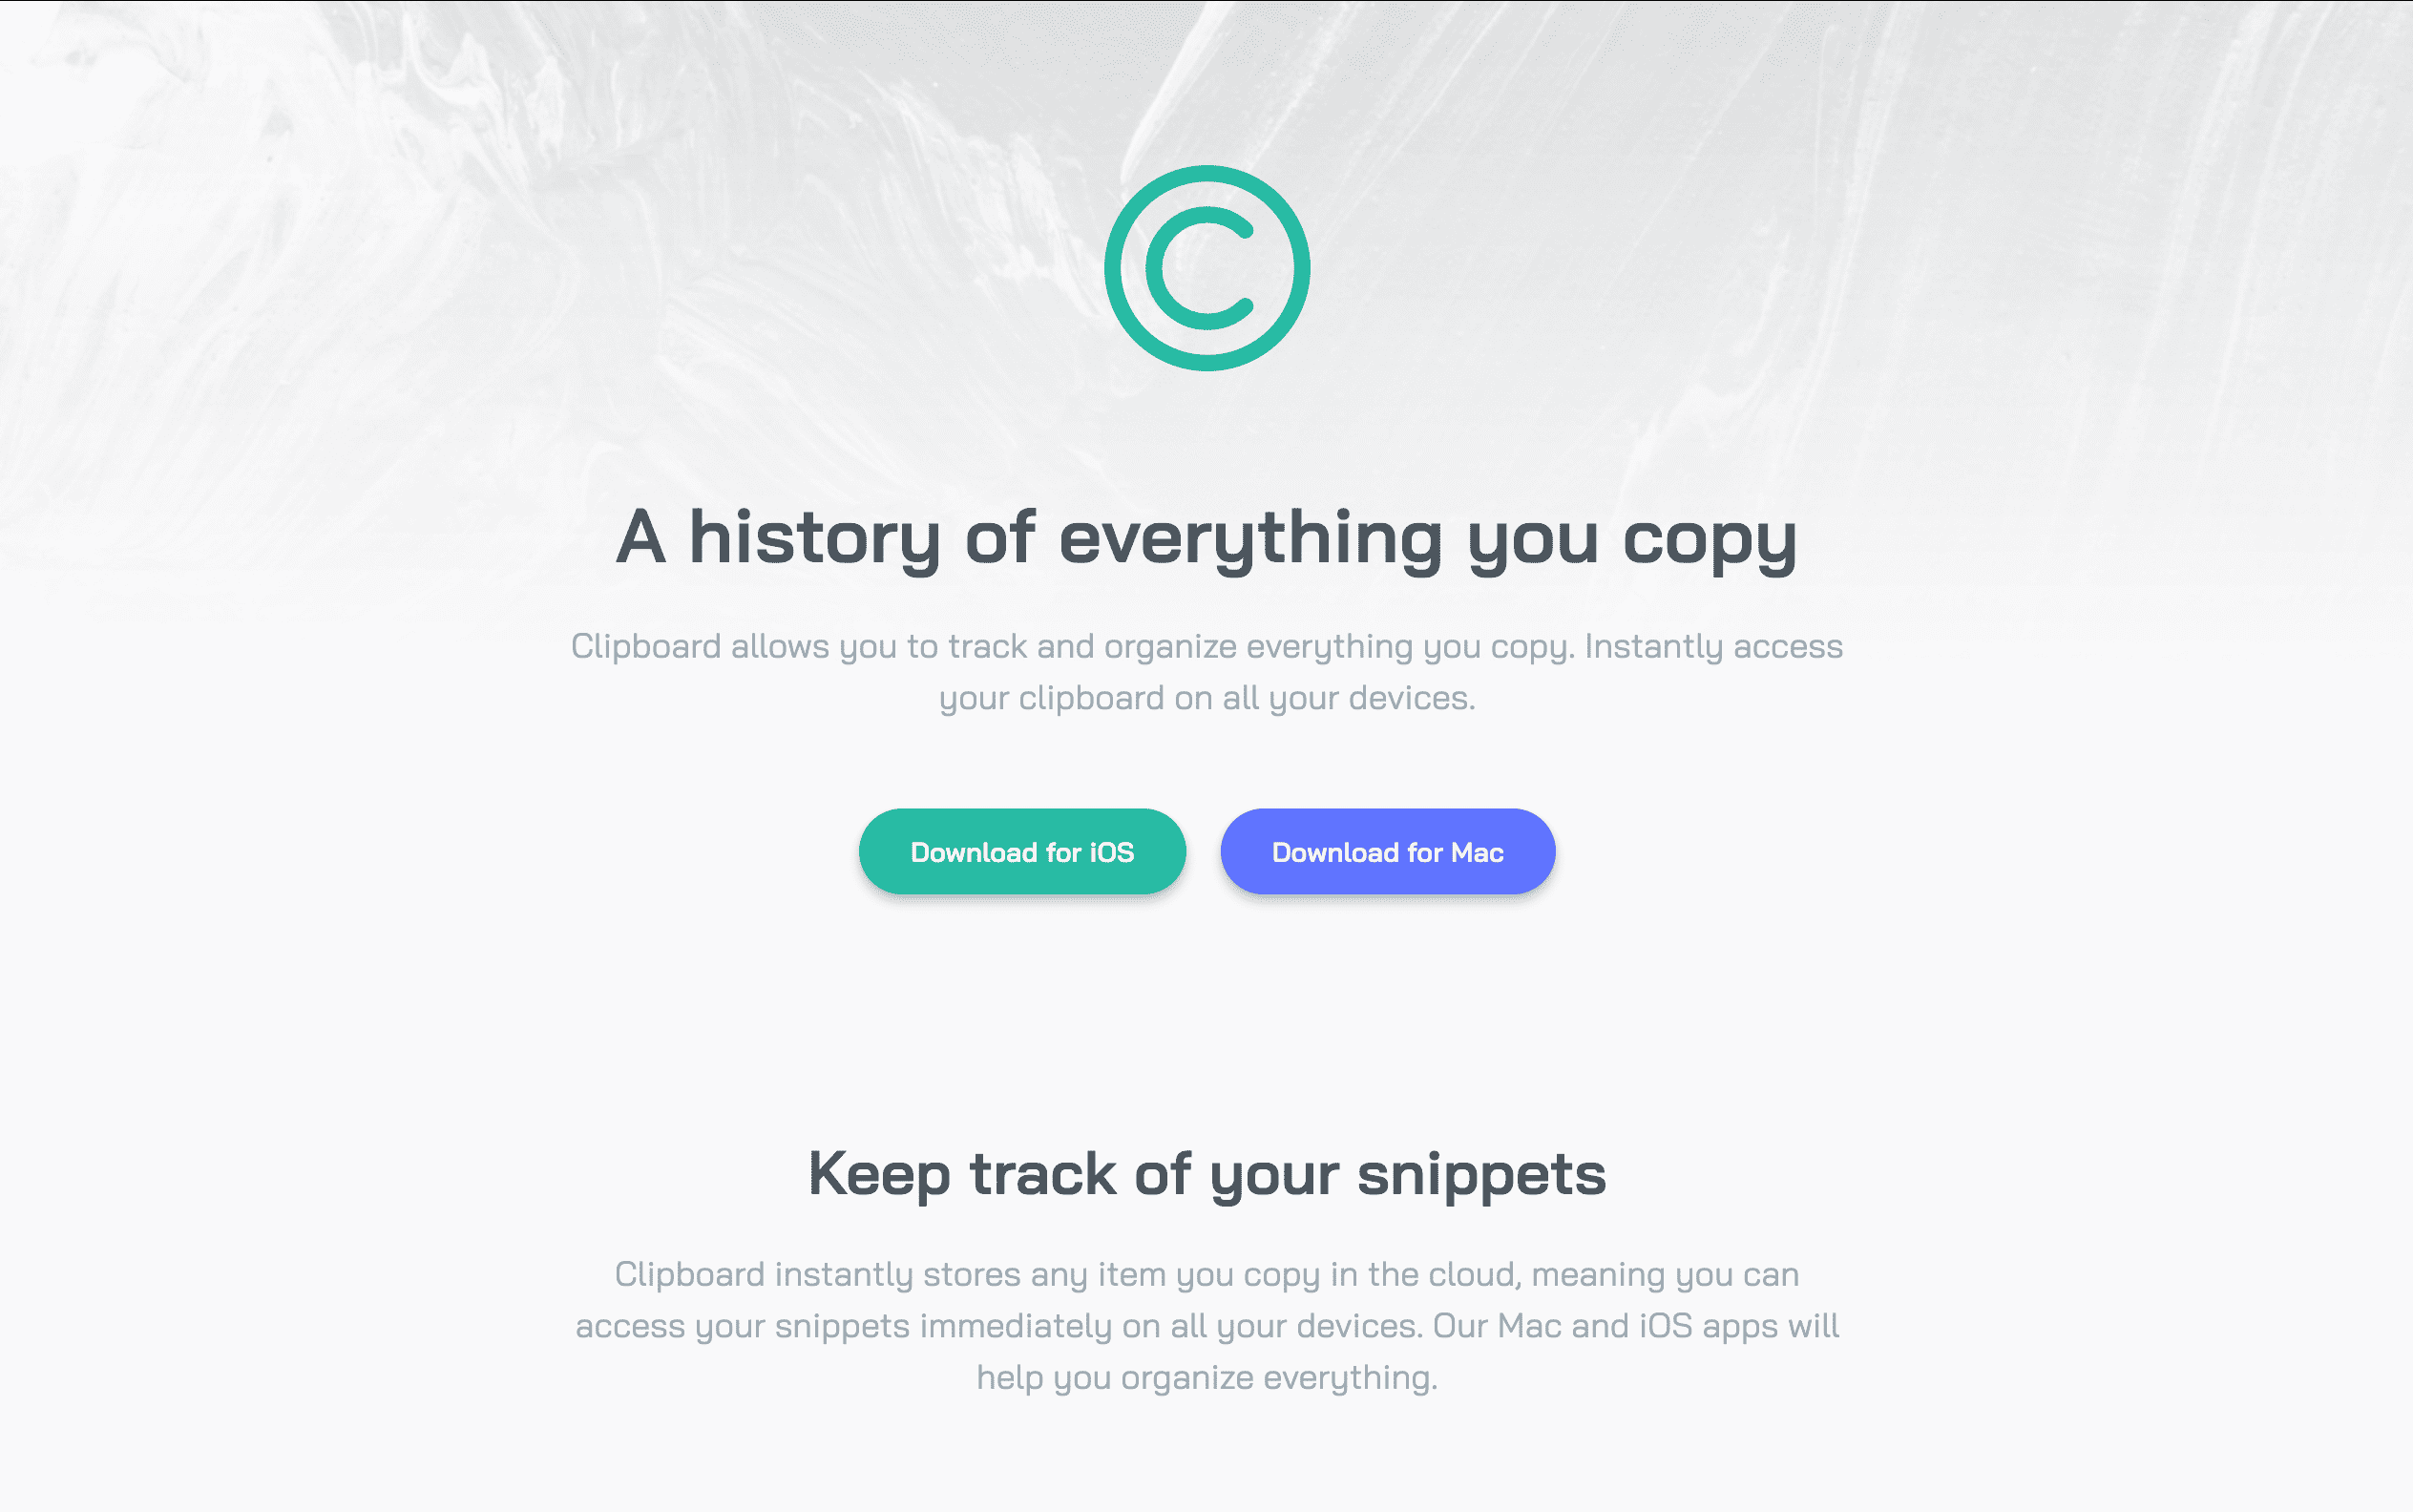 C
A history of everything you copy
Clipboard allows you to track and organize everything you copy. Instantly access
your clipboard on all your devices.
Download for iOS
Download for Mac
Keep track of your snippets
Clipboard instantly stores any item you copy in the cloud, meaning you can
access your snippets immediately on all your devices. Our Mac and iOS apps will
help you organize everything.